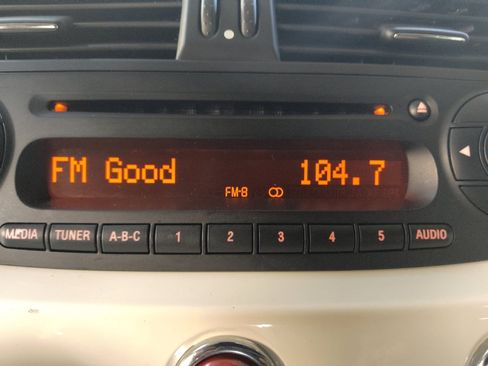 FM Good 104.7
FM-B
MEDIA TUNER A-B-C 1 2 3 4 5 AUDIO